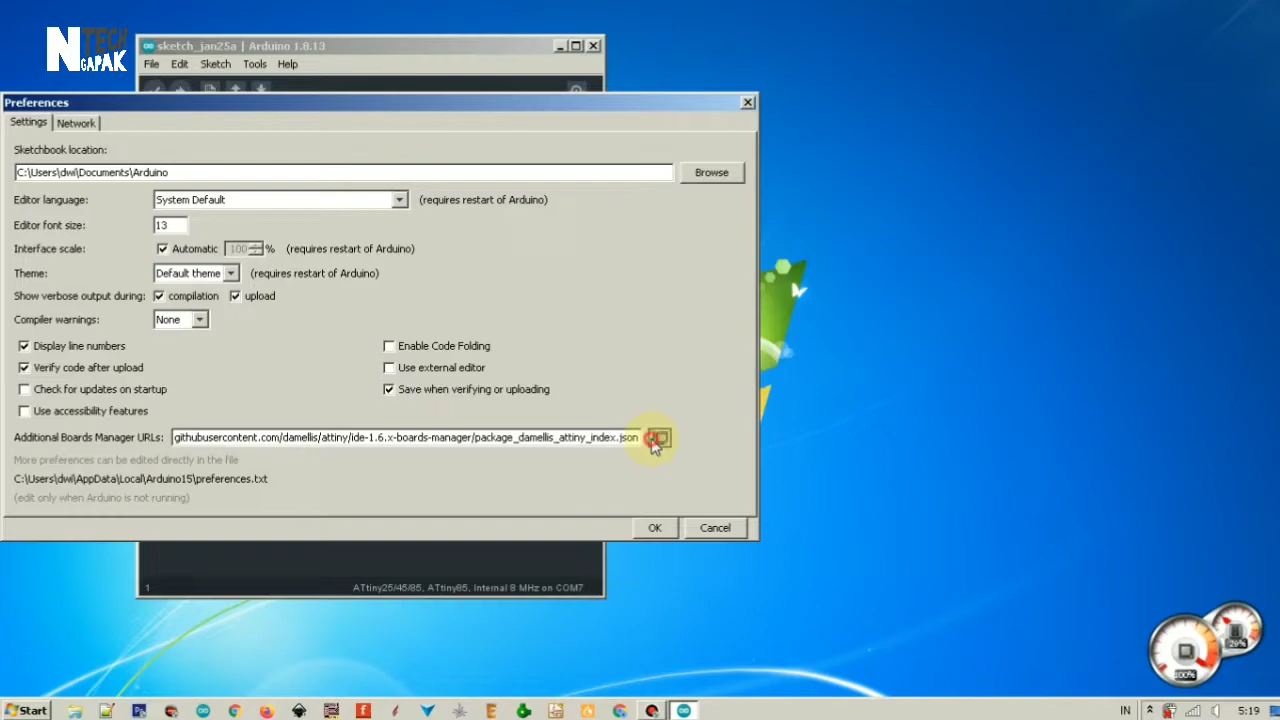 NTECH
NGAPAK
sketch_jan25a | Arduino 1.8.13
File Edit Sketch Tools Help
Preferences
Settings Network
Sketchbook location:
C:\Users\dwi\Documents\Arduino Browse
Editor language: System Default (requires restart of Arduino)
Editor font size: 13
Interface scale: Automatic 100 % (requires restart of Arduino)
Theme: Default theme (requires restart of Arduino)
Show verbose output during: compilation upload
Compiler warnings: None
Display line numbers Enable Code Folding
Verify code after upload Use external editor
Check for updates on startup Save when verifying or uploading
Use accessibility features
Additional Boards Manager URLs: githubusercontent.com/damellis/attiny/ide-1.6.x-boards-manager/package_damellis_attiny_index.json
More preferences can be edited directly in the file
C:\Users\dwi\AppData\Local\Arduino15\preferences.txt
(edit only when Arduino is not running)
OK Cancel
1 ATtiny25/45/85, ATtiny85, Internal 8 MHz on COM7
29%
100%
Start IN 5:19